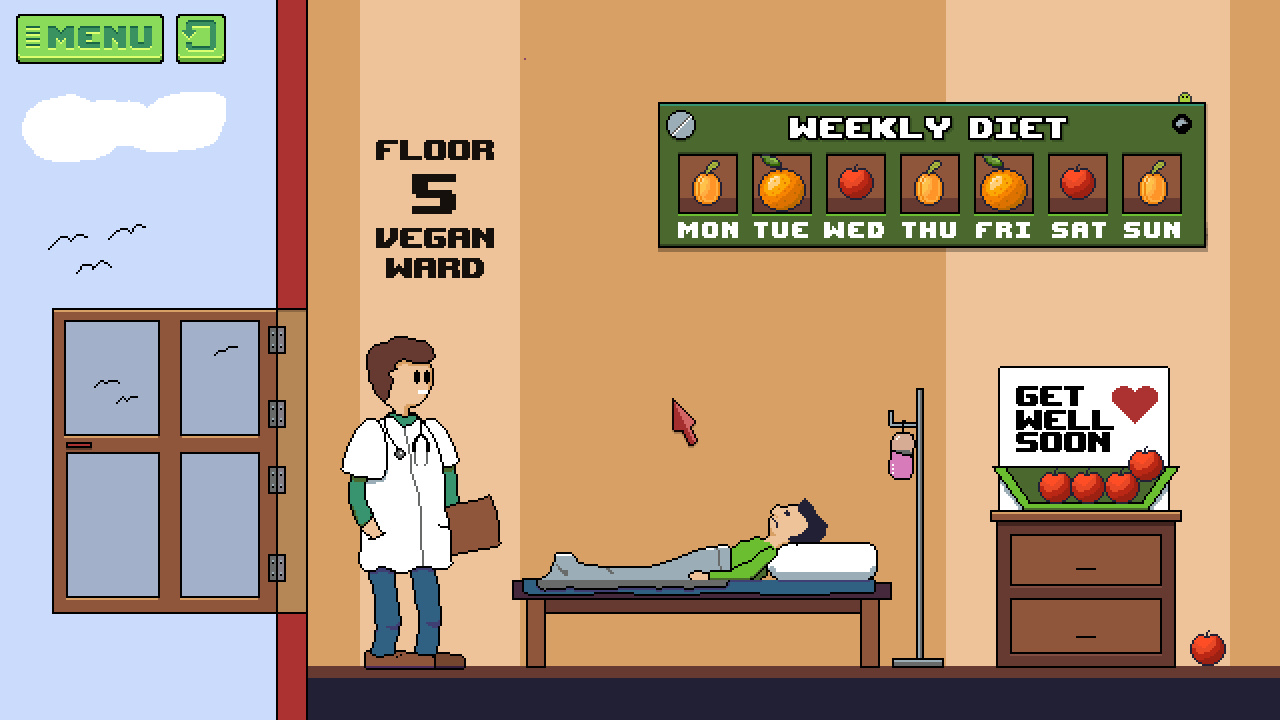 MENU
FLOOR
5
VEGAN
WARD
WEEKLY DIET
MON TUE WED THU FRI SAT SUN
GET
WELL
SOON